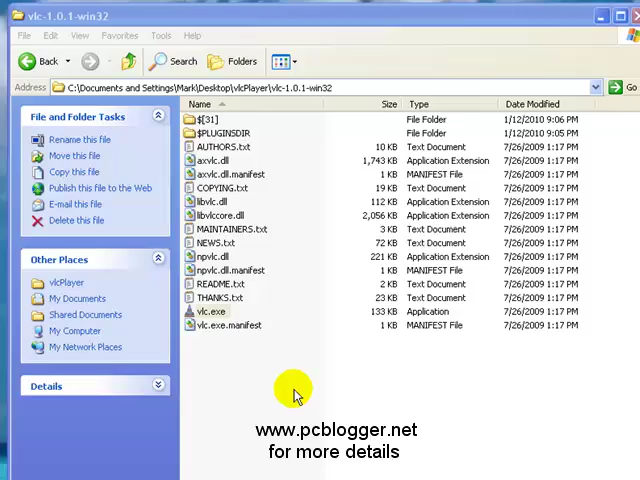 vlc-1.0.1-win32
File Edit View Favorites Tools Help
Back Search Folders
Address C:\Documents and Settings\Mark\Desktop\vlcPlayer\vlc-1.0.1-win32 Go
File and Folder Tasks
Rename this file
Move this file
Copy this file
Publish this file to the Web
E-mail this file
Delete this file
Other Places
vlcPlayer
My Documents
Shared Documents
My Computer
My Network Places
Details
Name Size Type Date Modified
$[31] File Folder 1/12/2010 9:06 PM
$PLUGINSDIR File Folder 1/12/2010 9:05 PM
AUTHORS.txt 10 KB Text Document 7/26/2009 1:17 PM
axvlc.dll 1,743 KB Application Extension 7/26/2009 1:17 PM
axvlc.dll.manifest 1 KB MANIFEST File 7/26/2009 1:17 PM
COPYING.txt 19 KB Text Document 7/26/2009 1:17 PM
libvlc.dll 112 KB Application Extension 7/26/2009 1:17 PM
libvlccore.dll 2,056 KB Application Extension 7/26/2009 1:17 PM
MAINTAINERS.txt 3 KB Text Document 7/26/2009 1:17 PM
NEWS.txt 72 KB Text Document 7/26/2009 1:17 PM
npvlc.dll 221 KB Application Extension 7/26/2009 1:17 PM
npvlc.dll.manifest 1 KB MANIFEST File 7/26/2009 1:17 PM
README.txt 2 KB Text Document 7/26/2009 1:17 PM
THANKS.txt 23 KB Text Document 7/26/2009 1:17 PM
vlc.exe 133 KB Application 7/26/2009 1:17 PM
vlc.exe.manifest 1 KB MANIFEST File 7/26/2009 1:17 PM
www.pcblogger.net
for more details